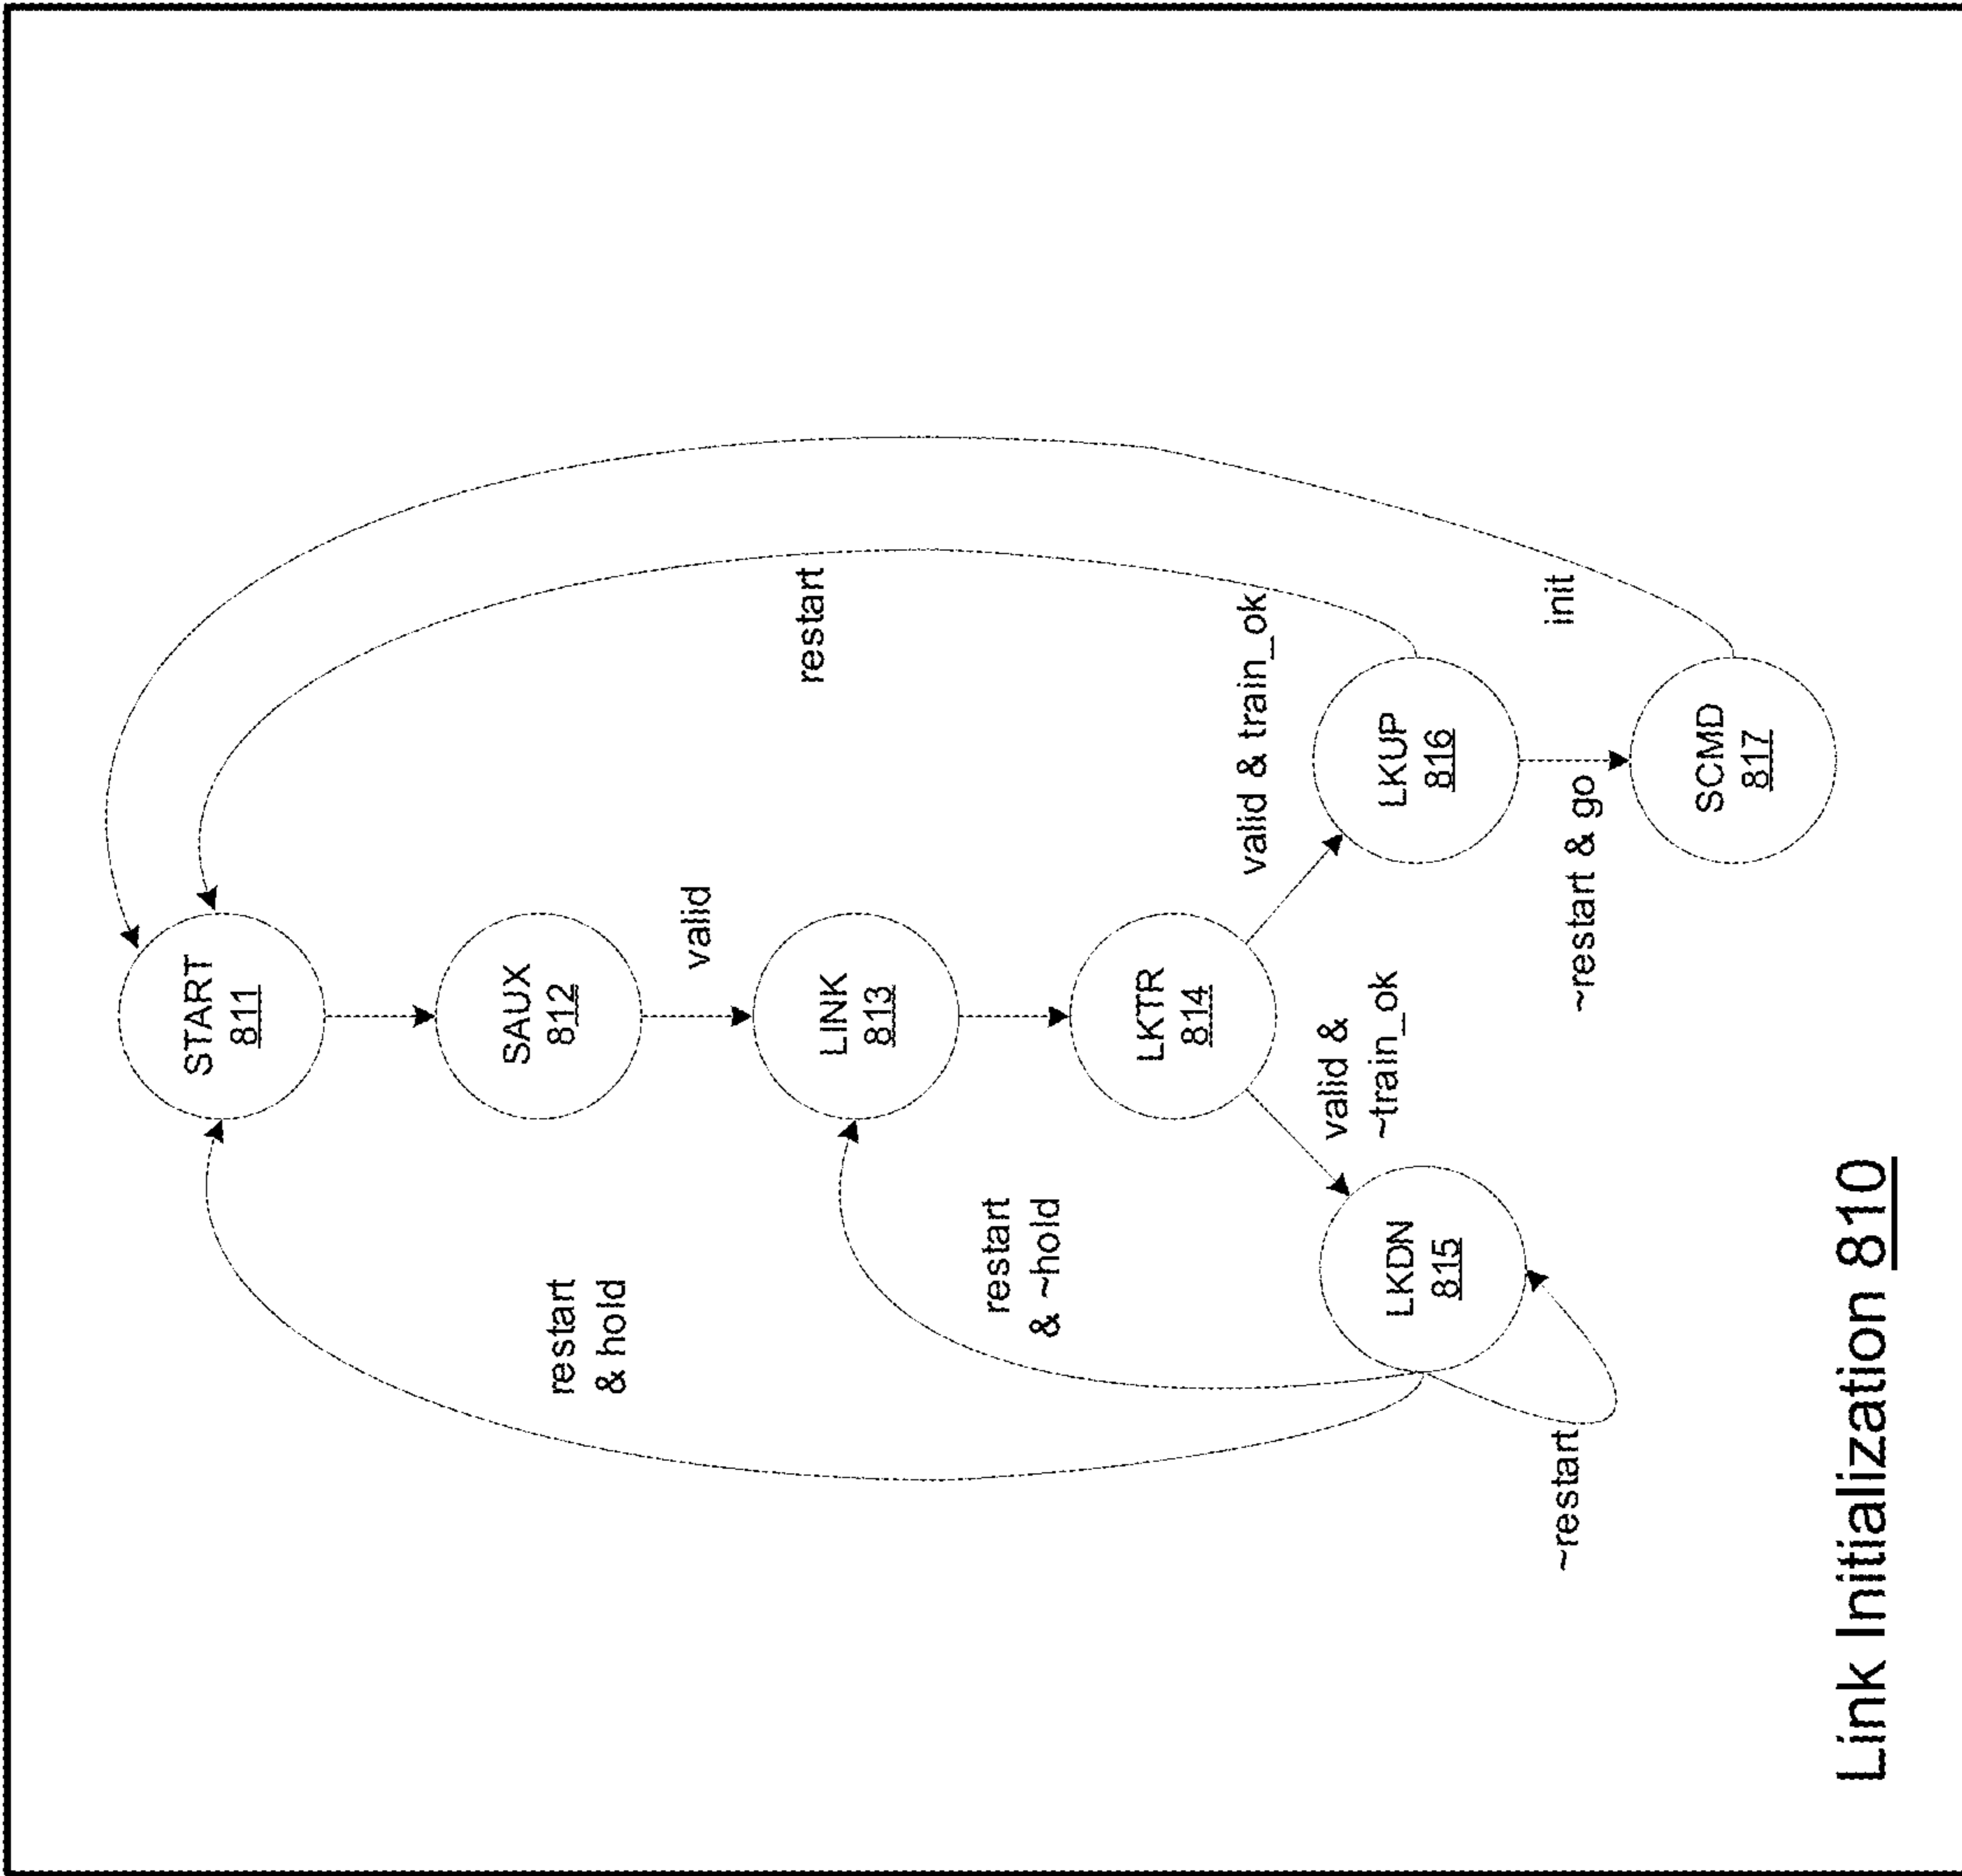 START
811
SAUX
812
valid
LINK
813
LKTR
814
valid &
~train_ok
valid & train_ok
LKDN
815
LKUP
816
SCMD
817
restart
& hold
restart
& ~hold
~restart
restart
~restart & go
init
Link Initialization 810